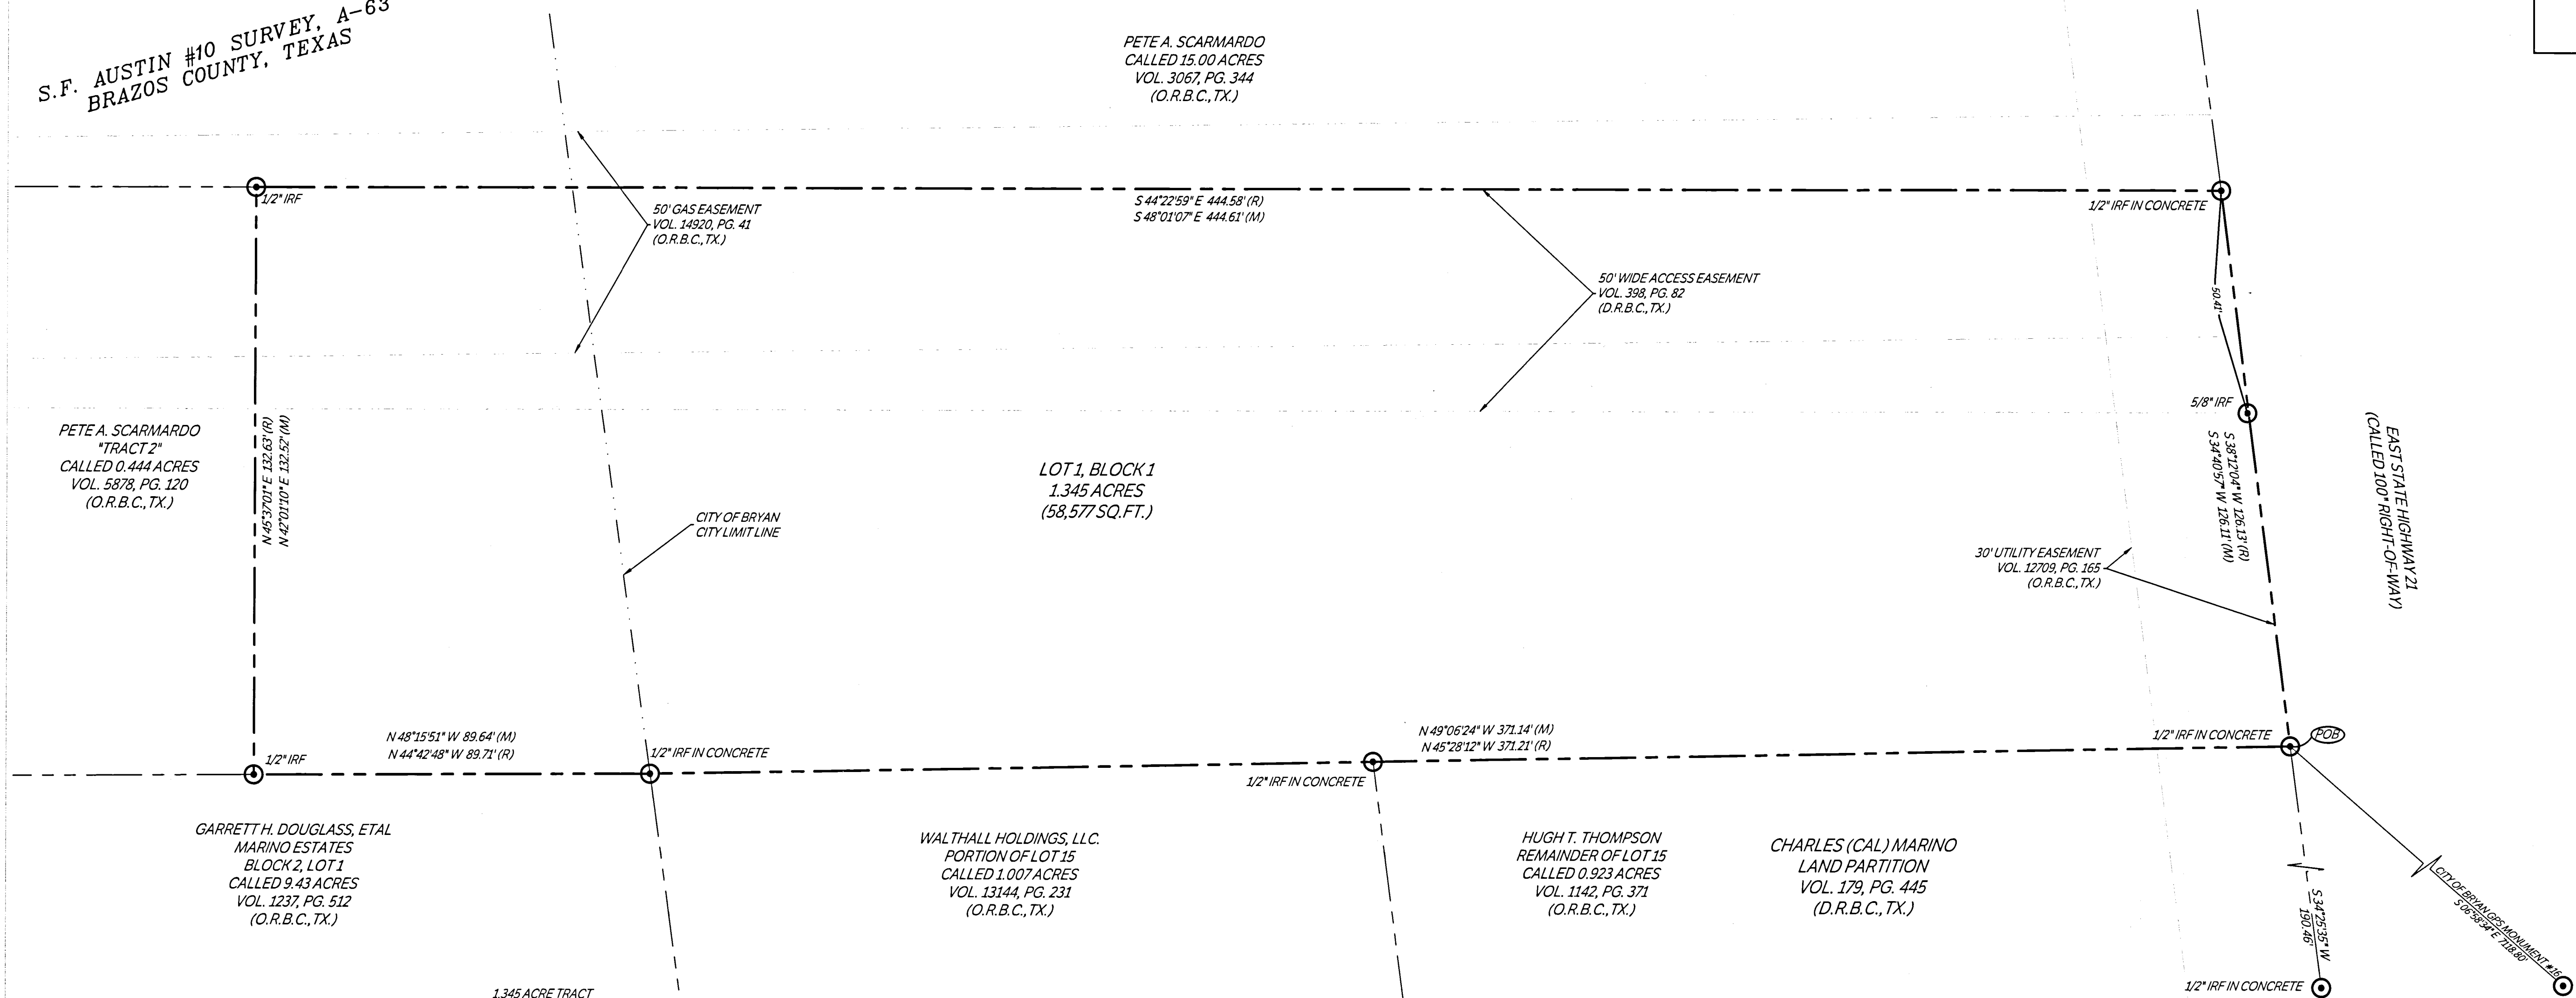 S.F. AUSTIN #10 SURVEY, A-63
BRAZOS COUNTY, TEXAS
PETE A. SCARMARDO
CALLED 15.00 ACRES
VOL. 3067, PG. 344
(O.R.B.C.,TX.)
1/2" IRF
50' GAS EASEMENT
VOL. 14920, PG. 41
(O.R.B.C.,TX.)
S 44°22'59" E 444.58' (R)
S 48°01'07" E 444.61' (M)
1/2" IRF IN CONCRETE
50' WIDE ACCESS EASEMENT
VOL. 398, PG. 82
(D.R.B.C.,TX.)
50.41'
5/8" IRF
PETE A. SCARMARDO
"TRACT 2"
CALLED 0.444 ACRES
VOL. 5878, PG. 120
(O.R.B.C.,TX.)
N 45°37'01" E 132.63' (R)
N 42°01'10" E 132.52' (M)
LOT 1, BLOCK 1
1.345 ACRES
(58,577 SQ.FT.)
CITY OF BRYAN
CITY LIMIT LINE
S 38°12'04" W 126.13' (R)
S 34°40'57" W 126.11' (M)
EAST STATE HIGHWAY 21
(CALLED 100" RIGHT-OF-WAY)
30' UTILITY EASEMENT
VOL. 12709, PG. 165
(O.R.B.C.,TX.)
N 48°15'51" W 89.64' (M)
N 44°42'48" W 89.71' (R)
1/2" IRF
1/2" IRF IN CONCRETE
N 49°06'24" W 371.14' (M)
N 45°28'12" W 371.21' (R)
1/2" IRF IN CONCRETE
1/2" IRF IN CONCRETE
POB
GARRETT H. DOUGLASS, ETAL
MARINO ESTATES
BLOCK 2, LOT 1
CALLED 9.43 ACRES
VOL. 1237, PG. 512
(O.R.B.C.,TX.)
WALTHALL HOLDINGS, LLC.
PORTION OF LOT 15
CALLED 1.007 ACRES
VOL. 13144, PG. 231
(O.R.B.C.,TX.)
HUGH T. THOMPSON
REMAINDER OF LOT 15
CALLED 0.923 ACRES
VOL. 1142, PG. 371
(O.R.B.C.,TX.)
CHARLES (CAL) MARINO
LAND PARTITION
VOL. 179, PG. 445
(D.R.B.C.,TX.)
S 34°25'35" W
190.46'
CITY OF BRYAN GPS MONUMENT #16
S 06°58'34" E 7118.80'
1/2" IRF IN CONCRETE
1.345 ACRE TRACT